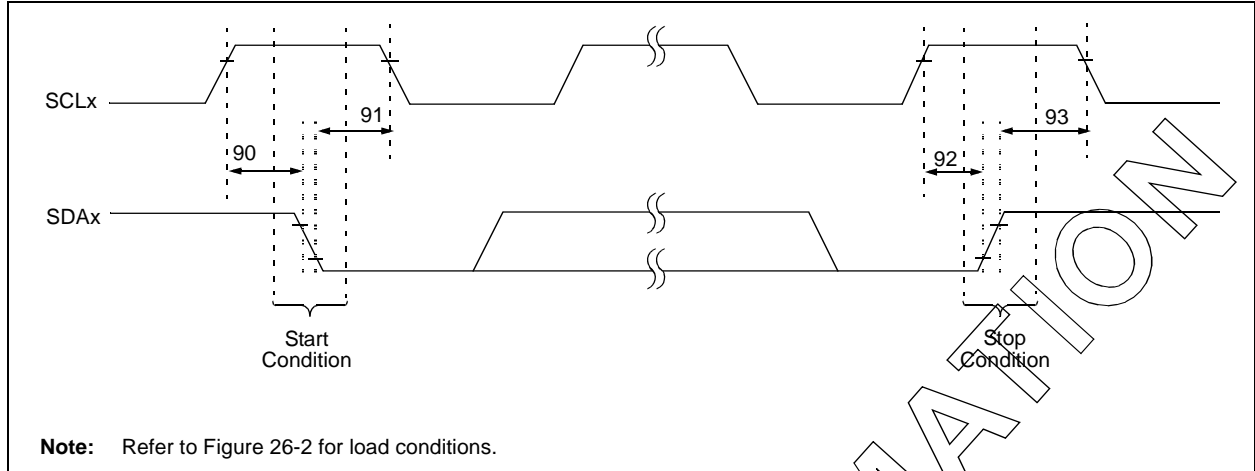 SCLx
91
93
90
92
SDAx
Start
Condition
Stop
Condition
Note: Refer to Figure 26-2 for load conditions.
MATION